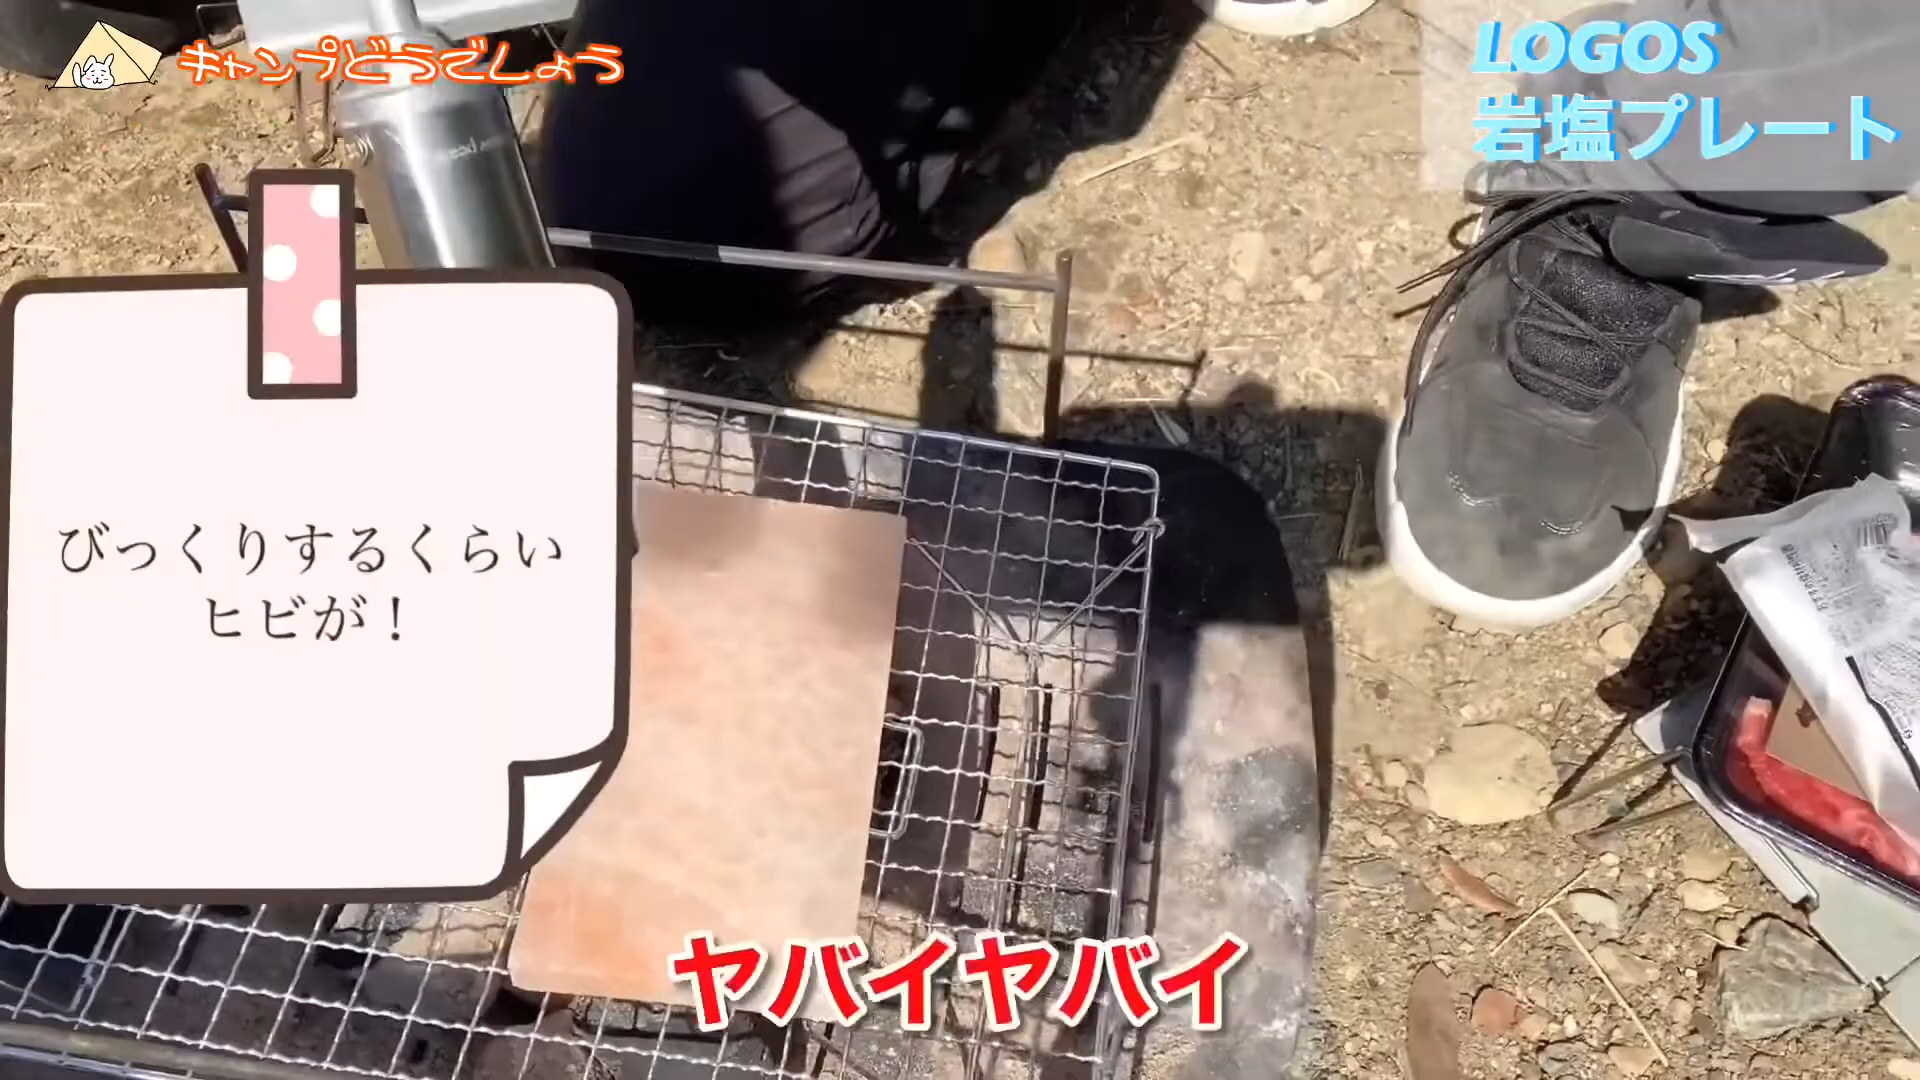 キャンプどうでしょう
LOGOS
岩塩プレート
びっくりするくらい
ヒビが！
ヤバイヤバイ